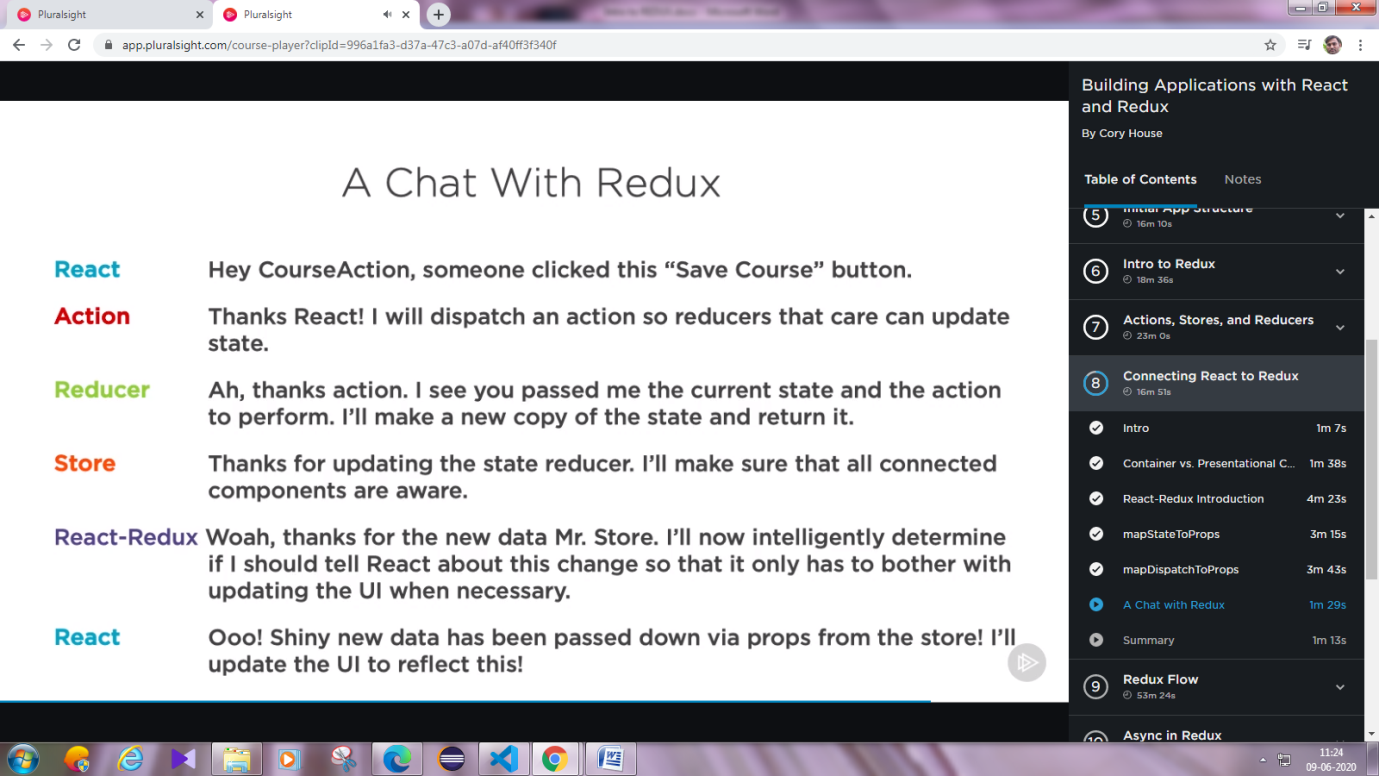 Pluralsight
Pluralsight
app.pluralsight.com/course-player?clipId=996a1fa3-d37a-47c3-a07d-af40ff3f340f
A Chat With Redux
React Hey CourseAction, someone clicked this “Save Course” button.
Action Thanks React! I will dispatch an action so reducers that care can update
state.
Reducer Ah, thanks action. I see you passed me the current state and the action
to perform. I’ll make a new copy of the state and return it.
Store Thanks for updating the state reducer. I’ll make sure that all connected
components are aware.
React-Redux Woah, thanks for the new data Mr. Store. I’ll now intelligently determine
if I should tell React about this change so that it only has to bother with
updating the UI when necessary.
React Ooo! Shiny new data has been passed down via props from the store! I’ll
update the UI to reflect this!
Building Applications with React
and Redux
By Cory House
Table of Contents Notes
5 Initial App Structure
16m 10s
6 Intro to Redux
18m 36s
7 Actions, Stores, and Reducers
23m 0s
8 Connecting React to Redux
16m 51s
Intro 1m 7s
Container vs. Presentational C... 1m 38s
React-Redux Introduction 4m 23s
mapStateToProps 3m 15s
mapDispatchToProps 3m 43s
A Chat with Redux 1m 29s
Summary 1m 13s
9 Redux Flow
53m 24s
10 Async in Redux
11:24
09-06-2020